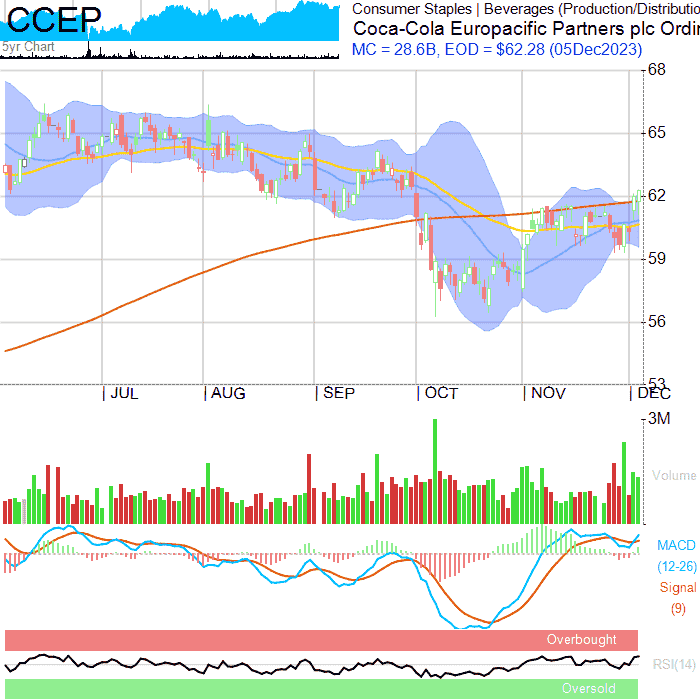 CCEP
5yr Chart
Consumer Staples | Beverages (Production/Distributio
Coca-Cola Europacific Partners plc Ordin
MC = 28.6B, EOD = $62.28 (05Dec2023)
68
65
62
59
56
53
JUL AUG SEP OCT NOV DEC
3M
Volume
MACD
(12-26)
Signal
(9)
Overbought
RSI(14)
Oversold